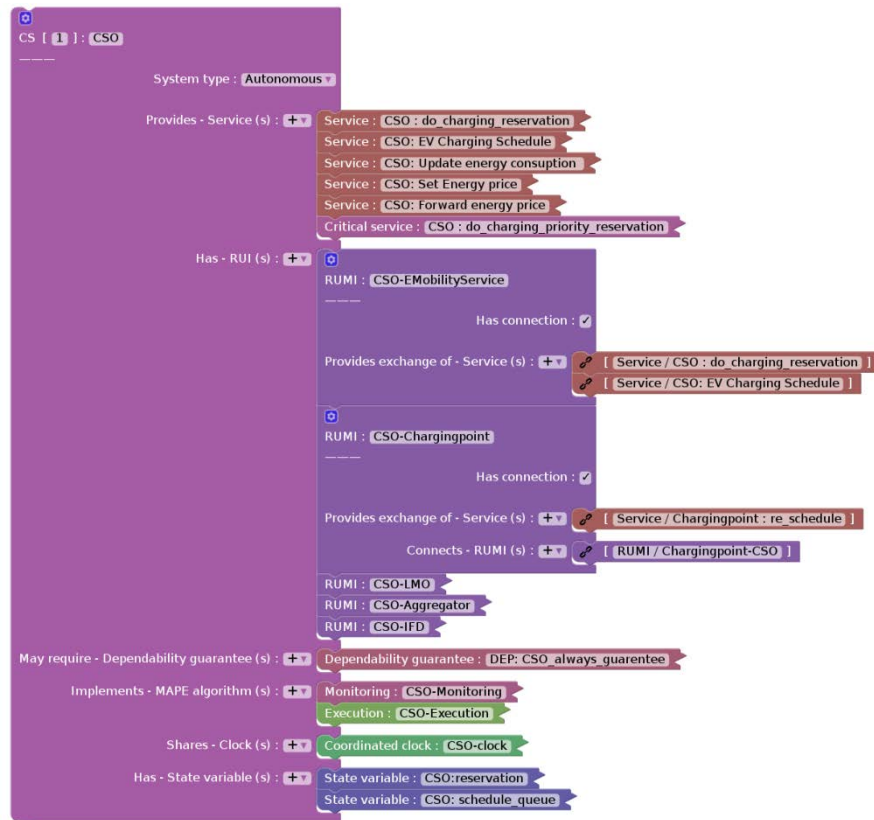 CS [ 1 ] : CSO
———
System type : Autonomous
Provides - Service (s) : + Service : CSO : do_charging_reservation
Service : CSO: EV Charging Schedule
Service : CSO: Update energy consuption
Service : CSO: Set Energy price
Service : CSO: Forward energy price
Critical service : CSO : do_charging_priority_reservation
Has - RUI (s) : +
RUMI : CSO-EMobilityService
———
Has connection : ✓
Provides exchange of - Service (s) : + [ Service / CSO : do_charging_reservation ]
[ Service / CSO: EV Charging Schedule ]
RUMI : CSO-Chargingpoint
———
Has connection : ✓
Provides exchange of - Service (s) : + [ Service / Chargingpoint : re_schedule ]
Connects - RUMI (s) : + [ RUMI / Chargingpoint-CSO ]
RUMI : CSO-LMO
RUMI : CSO-Aggregator
RUMI : CSO-IFD
May require - Dependability guarantee (s) : + Dependability guarantee : DEP: CSO_always_guarentee
Implements - MAPE algorithm (s) : + Monitoring : CSO-Monitoring
Execution : CSO-Execution
Shares - Clock (s) : + Coordinated clock : CSO-clock
Has - State variable (s) : + State variable : CSO:reservation
State variable : CSO: schedule_queue